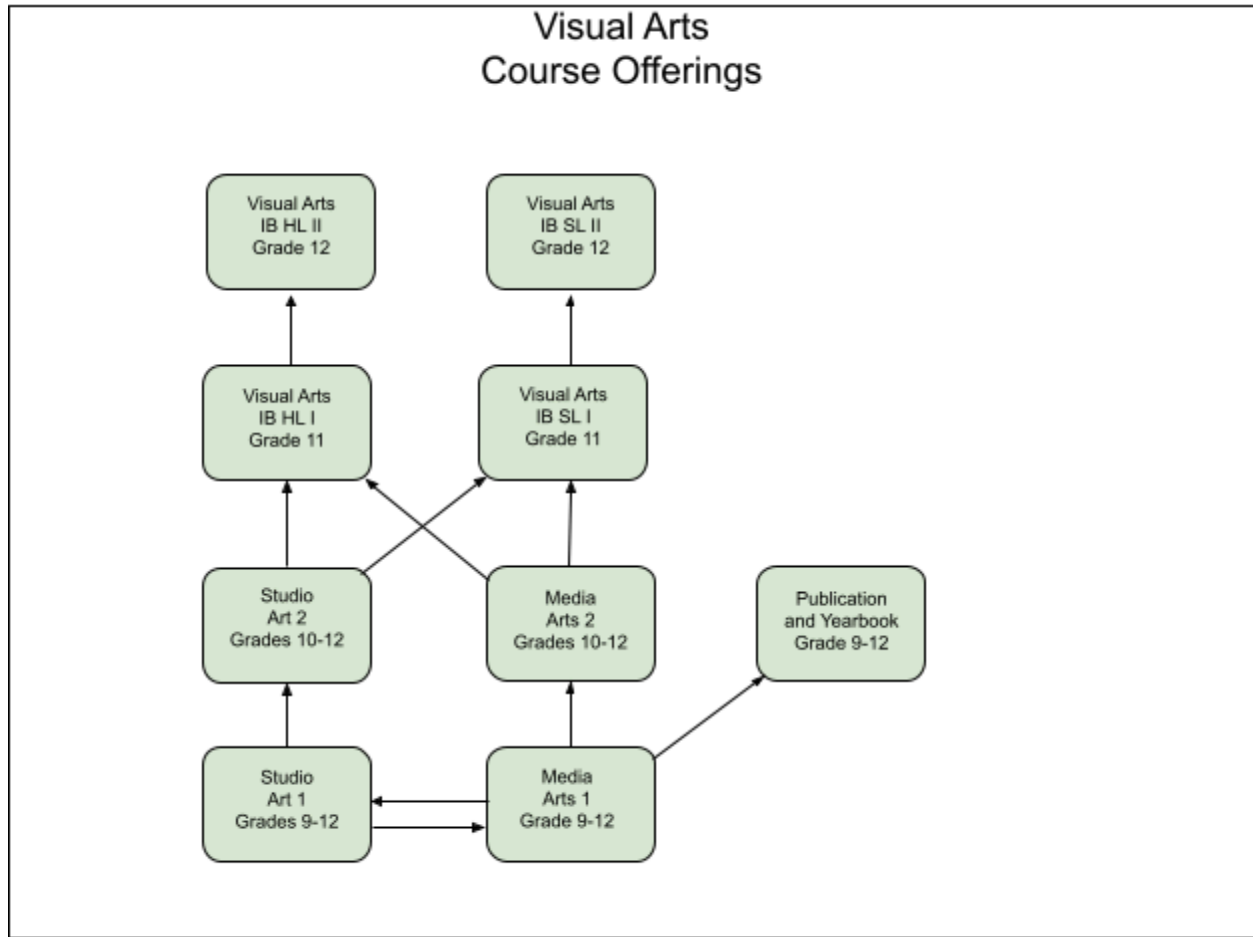 Visual Arts
Course Offerings
Visual Arts
IB HL II
Grade 12
Visual Arts
IB SL II
Grade 12
Visual Arts
IB HL I
Grade 11
Visual Arts
IB SL I
Grade 11
Studio
Art 2
Grades 10-12
Media
Arts 2
Grades 10-12
Publication
and Yearbook
Grade 9-12
Studio
Art 1
Grades 9-12
Media
Arts 1
Grade 9-12